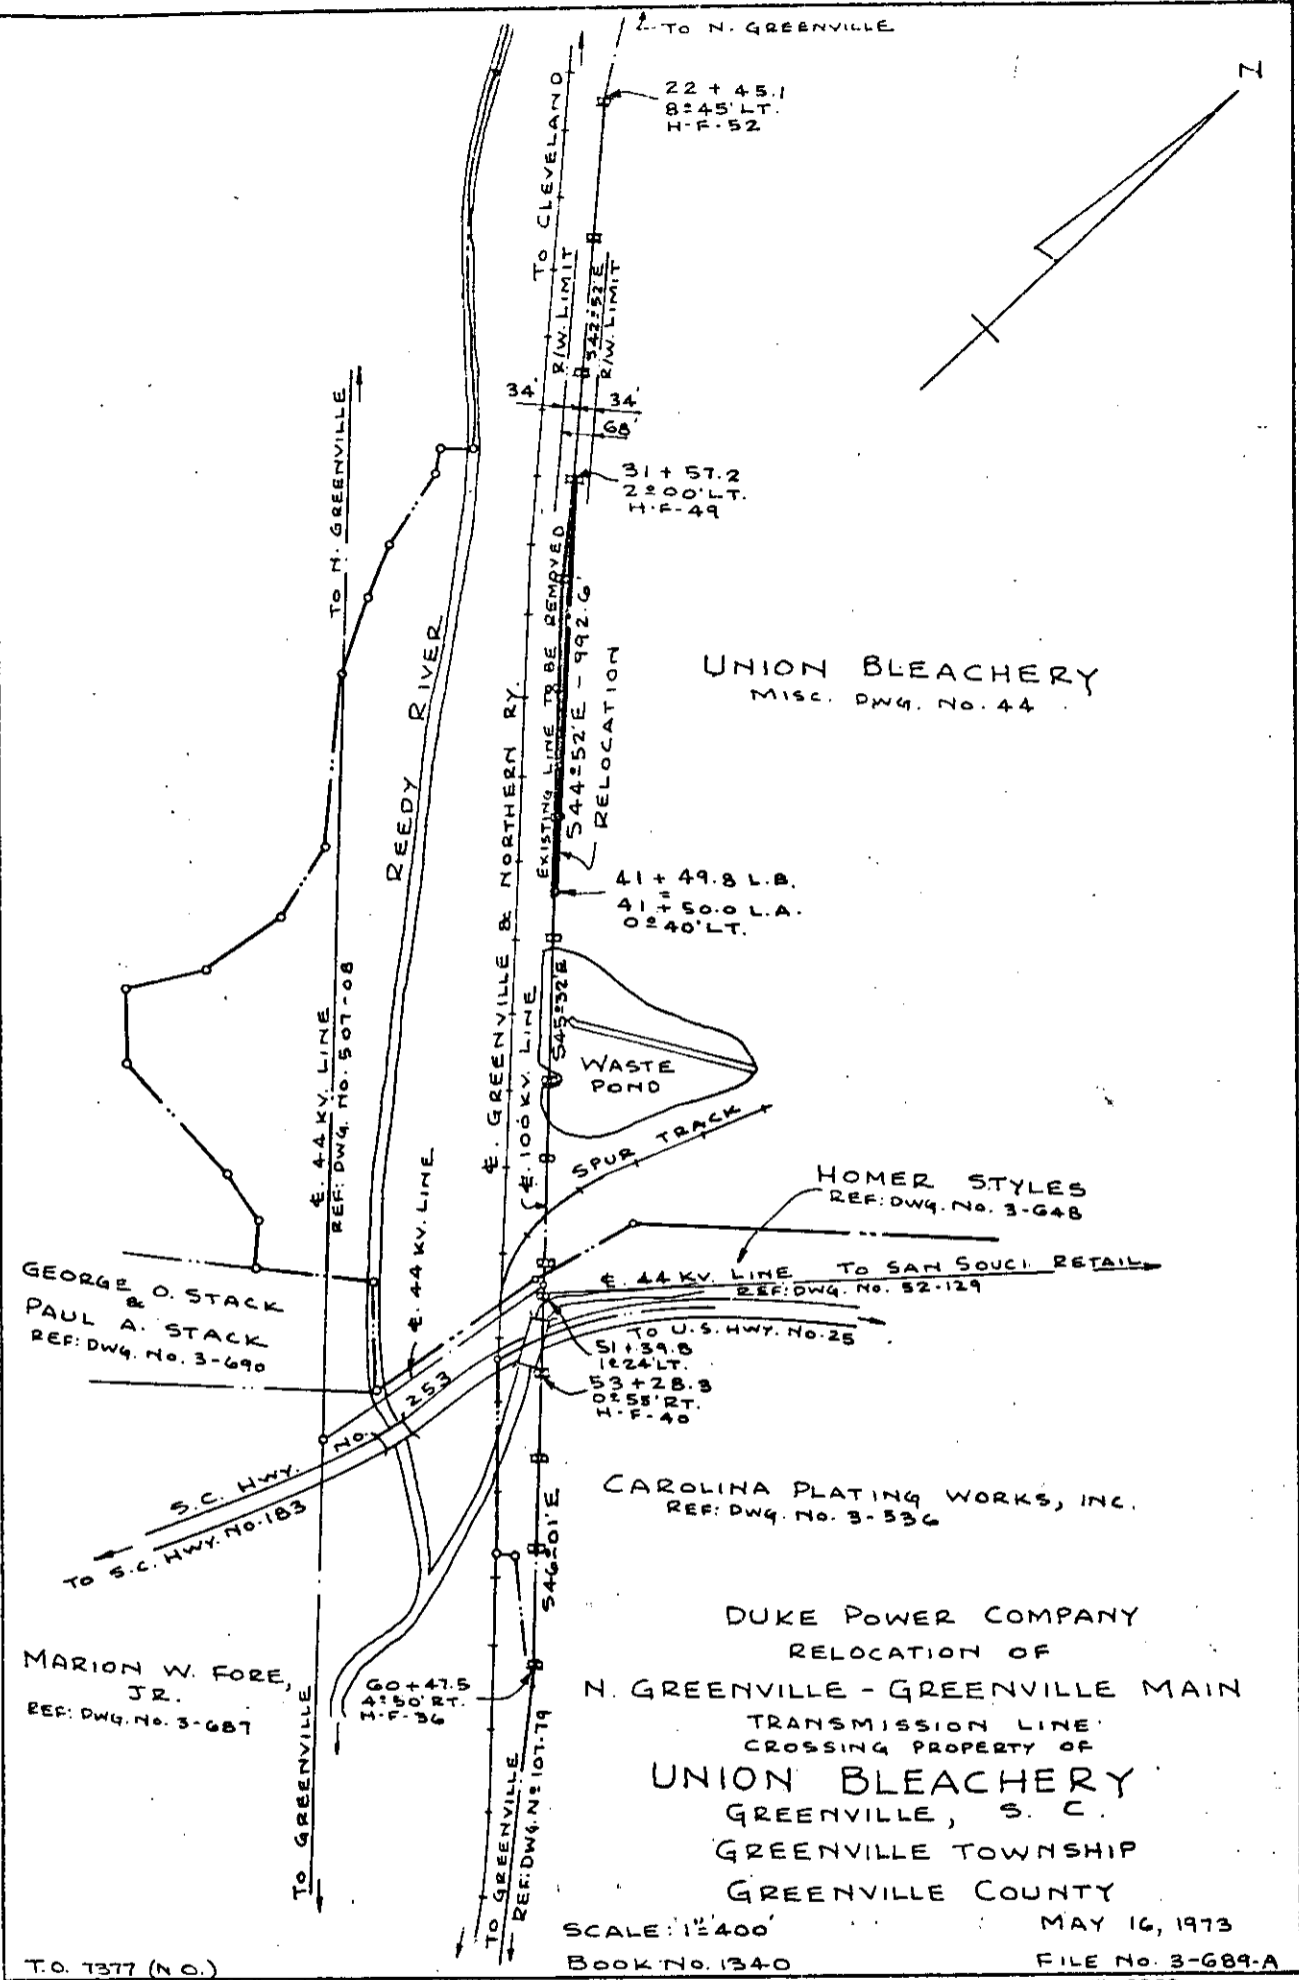 TO N. GREENVILLE
N
22 + 45.1
8°45' LT.
H-F-52
TO CLEVELAND
R/W. LIMIT
S42°52'E
R/W. LIMIT
34'
34'
68'
31 + 57.2
2°00' LT.
H-F-49
TO N. GREENVILLE
REEDY RIVER
℄. GREENVILLE & NORTHERN RY.
EXISTING LINE TO BE REMOVED
S44°52'E - 992.6'
RELOCATION
UNION BLEACHERY
MISC. DWG. NO. 44
41 + 49.8 L.B.
=
41 + 50.0 L.A.
0°40' LT.
℄. 44 KV. LINE
REF: DWG. NO. 507-08
℄. 100 KV. LINE
S45°32'E
WASTE
POND
SPUR TRACK
℄. 44 KV. LINE
HOMER STYLES
REF: DWG. NO. 3-648
℄. 44 KV. LINE TO SAN SOUCI RETAIL
REF: DWG. NO. 52-129
TO U.S. HWY. NO. 25
GEORGE O. STACK
&
PAUL A. STACK
REF: DWG. NO. 3-690
51 + 39.8
1°24' LT.
53 + 28.3
0°55' RT.
H-F-40
S.C. HWY. NO. 253
TO S.C. HWY. NO. 183
CAROLINA PLATING WORKS, INC.
REF: DWG. NO. 3-536
S46°01'E
MARION W. FORE,
JR.
REF: DWG. NO. 3-687
60 + 47.5
4°50' RT.
H-F-36
TO GREENVILLE
TO GREENVILLE
REF: DWG. Nº 107-79
DUKE POWER COMPANY
RELOCATION OF
N. GREENVILLE - GREENVILLE MAIN
TRANSMISSION LINE
CROSSING PROPERTY OF
UNION BLEACHERY
GREENVILLE, S. C.
GREENVILLE TOWNSHIP
GREENVILLE COUNTY
SCALE: 1"=400'
MAY 16, 1973
T.O. 7377 (N O.)
BOOK NO. 1340
FILE NO. 3-689-A